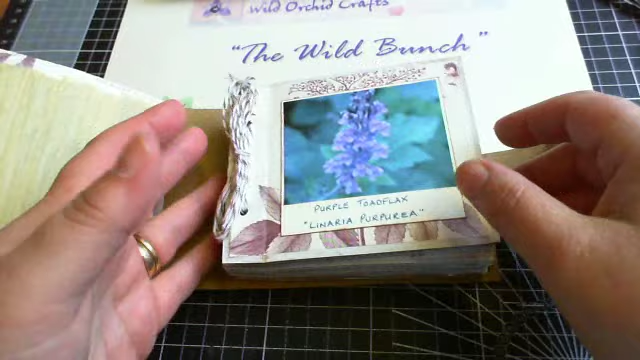 Wild Orchid Crafts
"The Wild Bunch"
PURPLE TOADFLAX
"LINARIA PURPUREA."